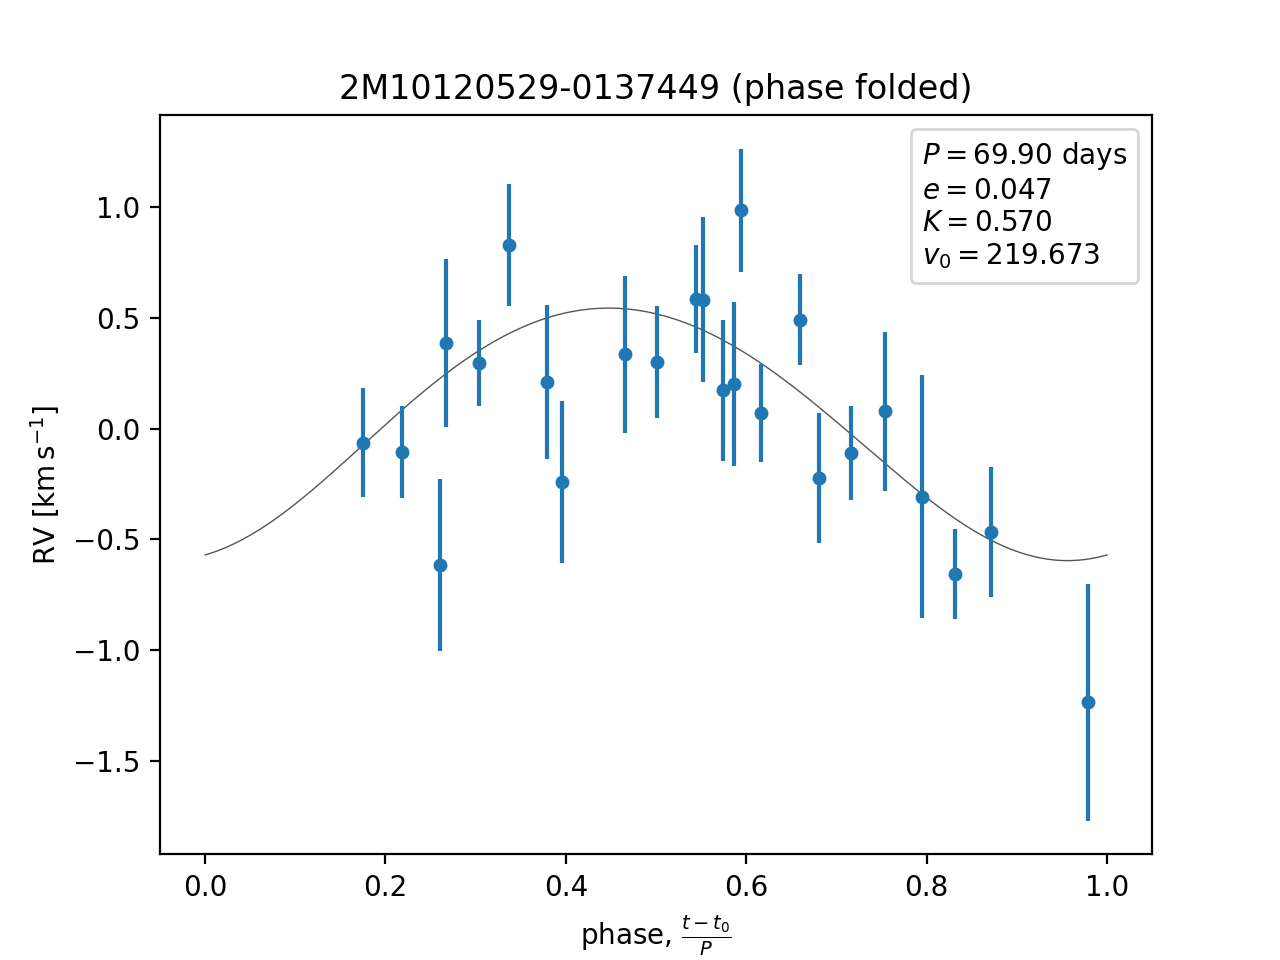 2M10120529-0137449 (phase folded)
P = 69.90 days
e = 0.047
K = 0.570
v₀ = 219.673
1.0
0.5
0.0
−0.5
−1.0
−1.5
RV [km s⁻¹]
0.0 0.2 0.4 0.6 0.8 1.0
phase, (t − t₀)/P